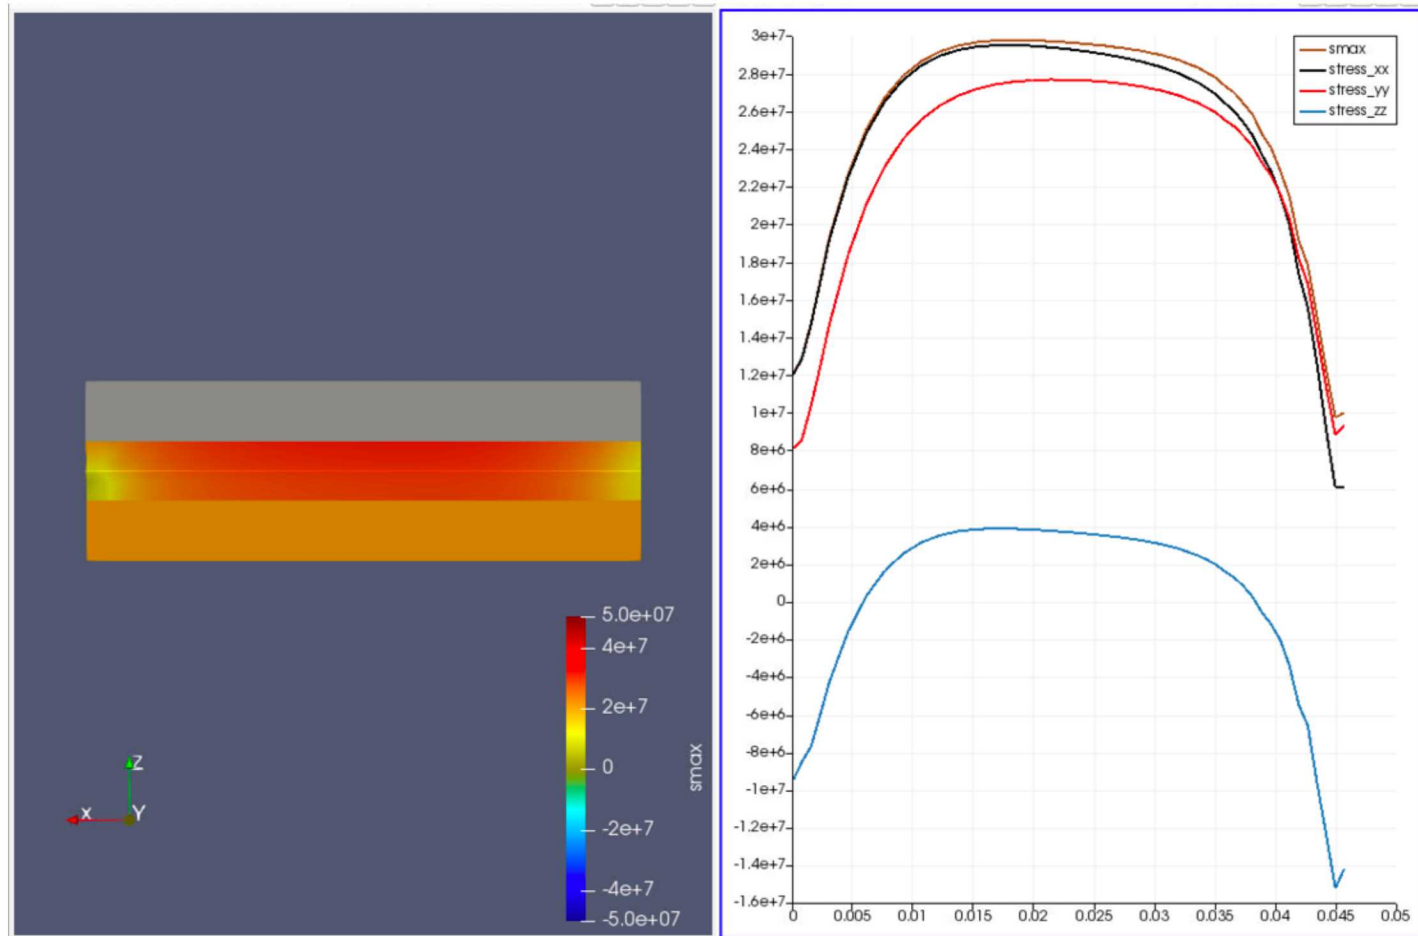 5.0e+07
4e+7
2e+7
0
-2e+7
-4e+7
-5.0e+07
smax
Z
X
Y
3e+7
2.8e+7
2.6e+7
2.4e+7
2.2e+7
2e+7
1.8e+7
1.6e+7
1.4e+7
1.2e+7
1e+7
8e+6
6e+6
4e+6
2e+6
0
-2e+6
-4e+6
-6e+6
-8e+6
-1e+7
-1.2e+7
-1.4e+7
-1.6e+7
0 0.005 0.01 0.015 0.02 0.025 0.03 0.035 0.04 0.045 0.05
smax
stress_xx
stress_yy
stress_zz